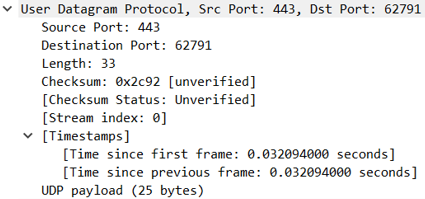 User Datagram Protocol, Src Port: 443, Dst Port: 62791
Source Port: 443
Destination Port: 62791
Length: 33
Checksum: 0x2c92 [unverified]
[Checksum Status: Unverified]
[Stream index: 0]
[Timestamps]
[Time since first frame: 0.032094000 seconds]
[Time since previous frame: 0.032094000 seconds]
UDP payload (25 bytes)